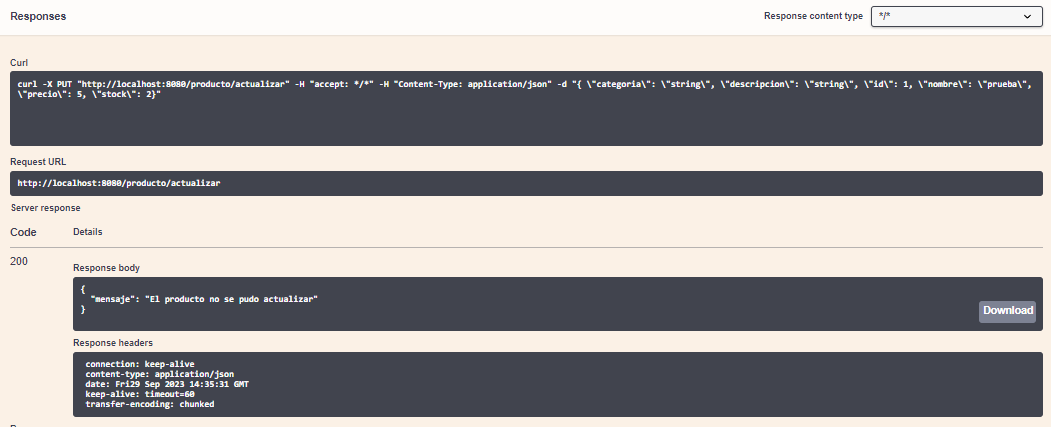 Responses
Response content type */*
Curl
curl -X PUT "http://localhost:8080/producto/actualizar" -H "accept: */*" -H "Content-Type: application/json" -d "{ \"categoria\": \"string\", \"descripcion\": \"string\", \"id\": 1, \"nombre\": \"prueba\",
\"precio\": 5, \"stock\": 2}"
Request URL
http://localhost:8080/producto/actualizar
Server response
Code Details
200
Response body
{
"mensaje": "El producto no se pudo actualizar"
}
Download
Response headers
connection: keep-alive
content-type: application/json
date: Fri29 Sep 2023 14:35:31 GMT
keep-alive: timeout=60
transfer-encoding: chunked